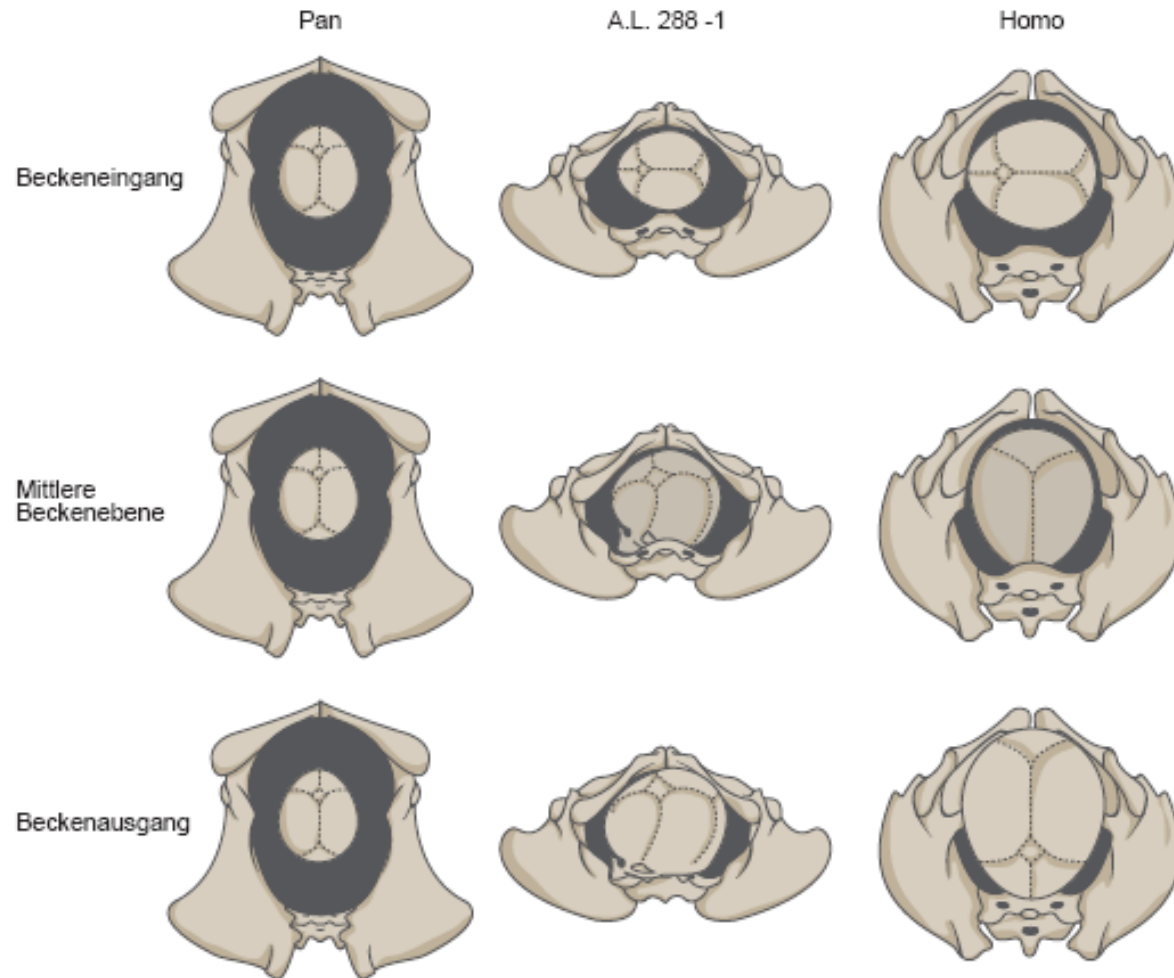 Pan
A.L. 288 -1
Homo
Beckeneingang
Mittlere
Beckenebene
Beckenausgang